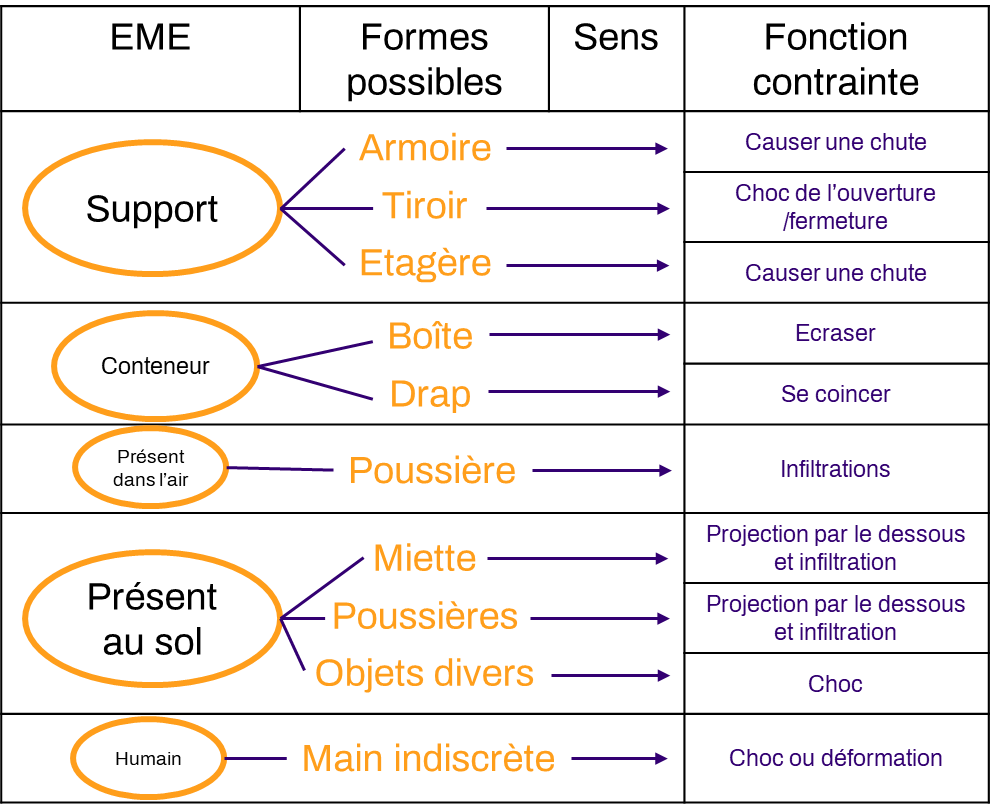 EME
Formes
possibles
Sens
Fonction
contrainte
Support
Armoire
Causer une chute
Tiroir
Choc de l’ouverture
/fermeture
Etagère
Causer une chute
Conteneur
Boîte
Ecraser
Drap
Se coincer
Présent
dans l’air
Poussière
Infiltrations
Présent
au sol
Miette
Projection par le dessous
et infiltration
Poussières
Projection par le dessous
et infiltration
Objets divers
Choc
Humain
Main indiscrète
Choc ou déformation